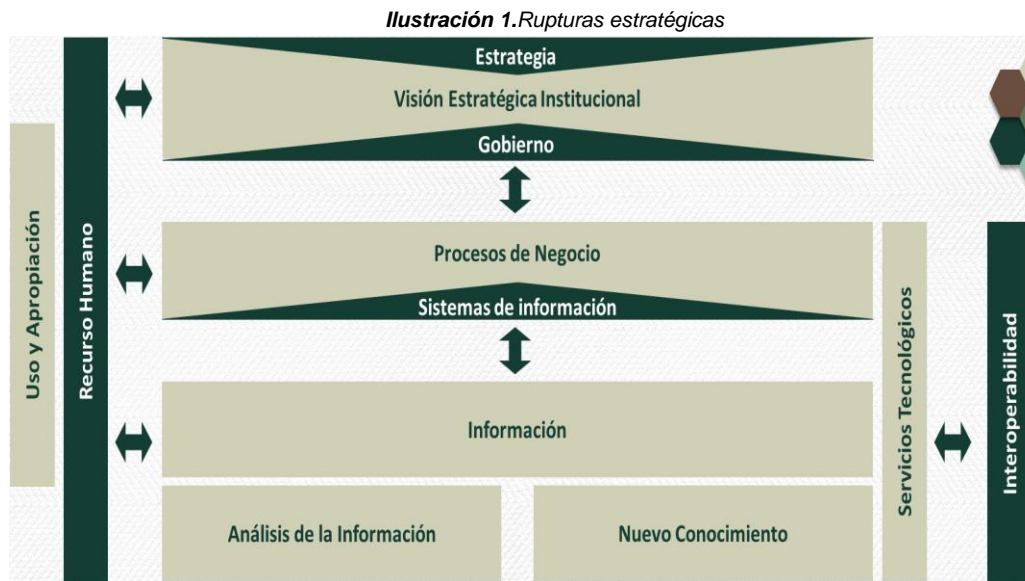 Ilustración 1.Rupturas estratégicas
Estrategia
Visión Estratégica Institucional
Gobierno
Uso y Apropiación
Recurso Humano
Procesos de Negocio
Sistemas de información
Servicios Tecnológicos
Interoperabilidad
Información
Análisis de la Información
Nuevo Conocimiento